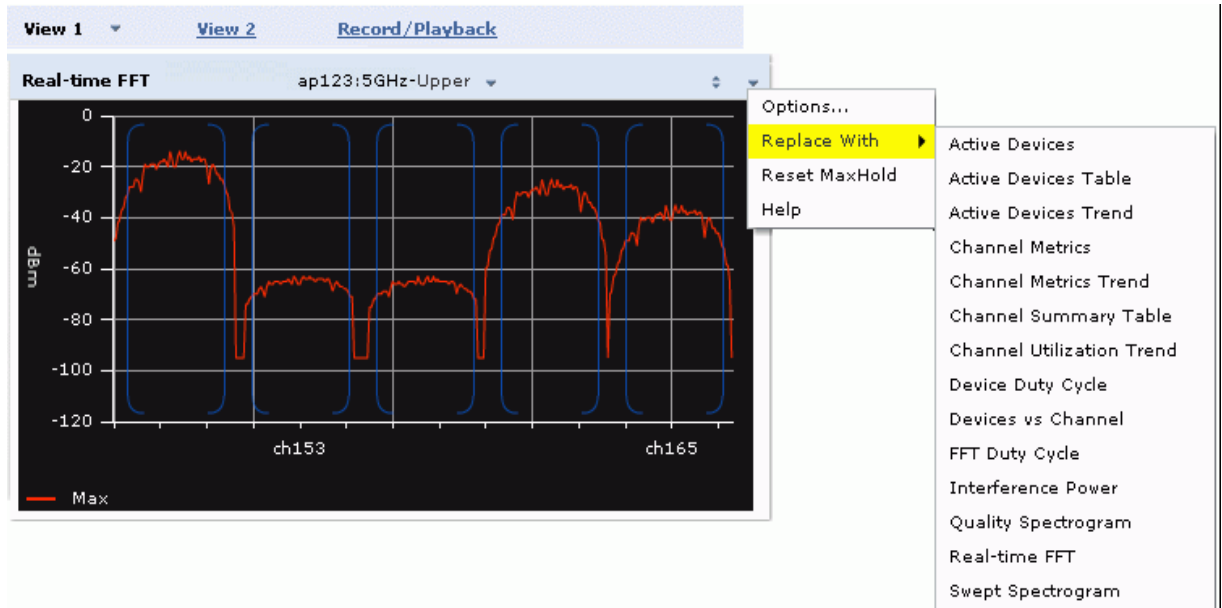 View 1 View 2 Record/Playback
Real-time FFT ap123:5GHz-Upper
0
-20
-40
-60
-80
-100
-120
dBm
ch153 ch165
Max
Options...
Replace With
Reset MaxHold
Help
Active Devices
Active Devices Table
Active Devices Trend
Channel Metrics
Channel Metrics Trend
Channel Summary Table
Channel Utilization Trend
Device Duty Cycle
Devices vs Channel
FFT Duty Cycle
Interference Power
Quality Spectrogram
Real-time FFT
Swept Spectrogram